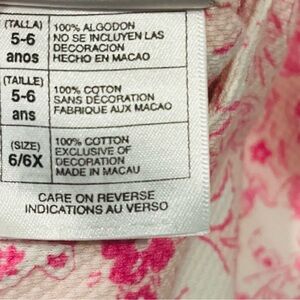 (TALLA)
5-6
anos
100% ALGODON
NO SE INCLUYEN LAS
DECORACION
HECHO EN MACAO
(TAILLE)
5-6
ans
100% COTON
SANS DÉCORATION
FABRIQUE AUX MACAO
(SIZE)
6/6X
100% COTTON
EXCLUSIVE OF
DECORATION
MADE IN MACAU
CARE ON REVERSE
INDICATIONS AU VERSO